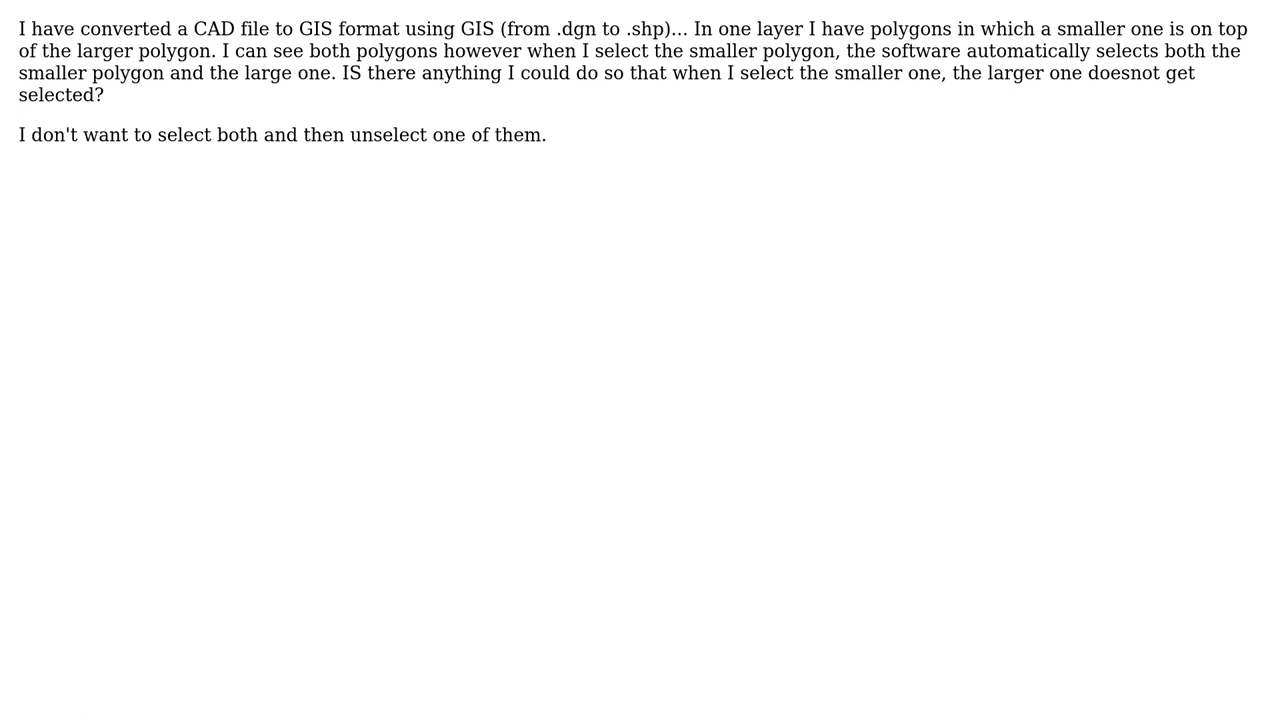 I have converted a CAD file to GIS format using GIS (from .dgn to .shp)... In one layer I have polygons in which a smaller one is on top
of the larger polygon. I can see both polygons however when I select the smaller polygon, the software automatically selects both the
smaller polygon and the large one. IS there anything I could do so that when I select the smaller one, the larger one doesnot get
selected?
I don't want to select both and then unselect one of them.